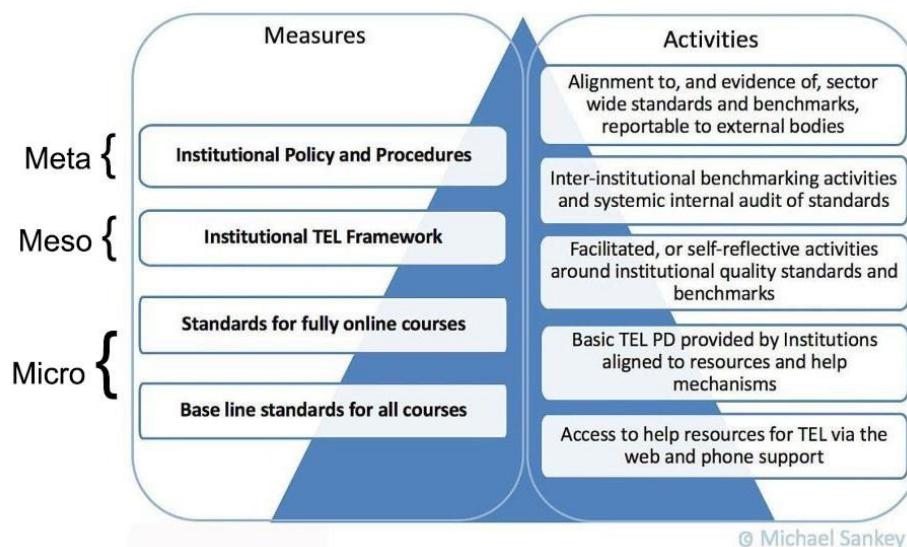 Measures
Activities
Meta {
Institutional Policy and Procedures
Meso {
Institutional TEL Framework
Micro {
Standards for fully online courses
Base line standards for all courses
Alignment to, and evidence of, sector
wide standards and benchmarks,
reportable to external bodies
Inter-institutional benchmarking activities
and systemic internal audit of standards
Facilitated, or self-reflective activities
around institutional quality standards and
benchmarks
Basic TEL PD provided by Institutions
aligned to resources and help
mechanisms
Access to help resources for TEL via the
web and phone support
© Michael Sankey